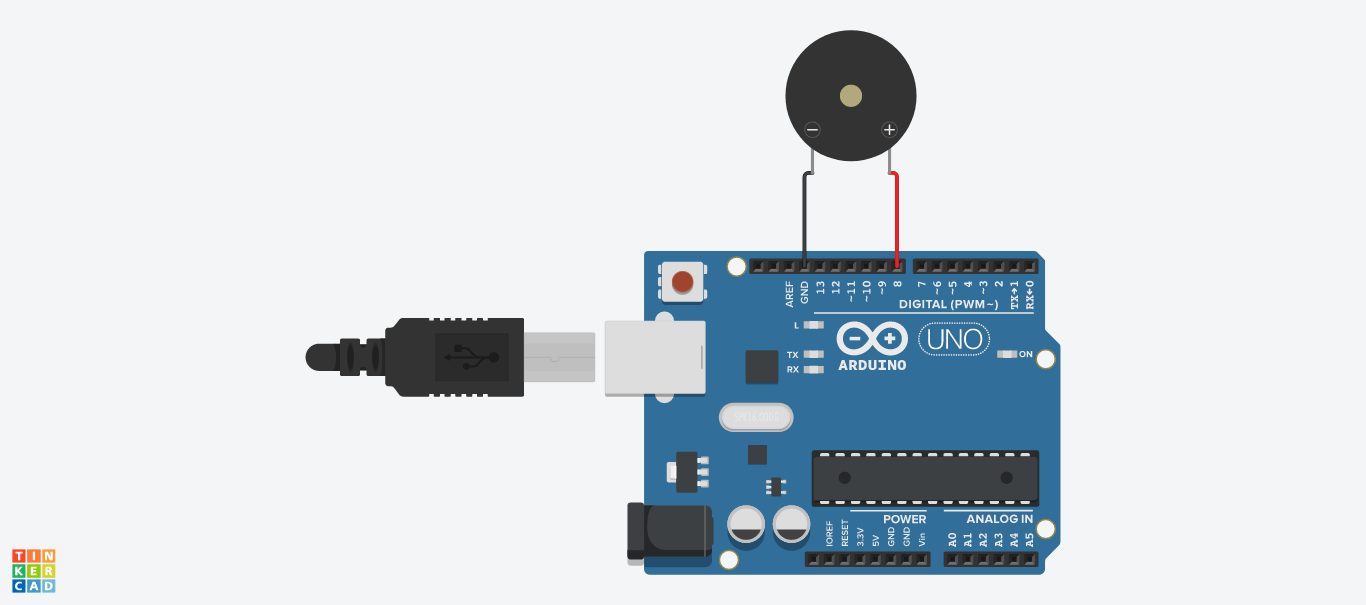 − +
AREF GND 13 12 ~11 ~10 ~9 8 7 ~6 ~5 4 ~3 2 TX→1 RX←0
DIGITAL (PWM~)
L
TX
RX
UNO
ON
ARDUINO
POWER
ANALOG IN
IOREF RESET 3.3V 5V GND GND Vin A0 A1 A2 A3 A4 A5
TIN
KER
CAD